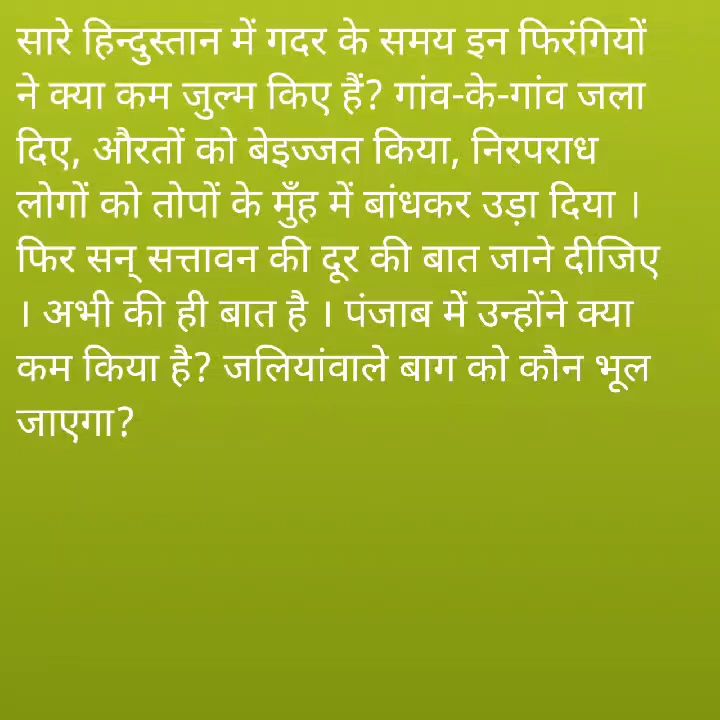 सारे हिन्दुस्तान में गदर के समय इन फिरंगियों
ने क्या कम जुल्म किए हैं? गांव-के-गांव जला
दिए, औरतों को बेइज्जत किया, निरपराध
लोगों को तोपों के मुँह में बांधकर उड़ा दिया ।
फिर सन् सत्तावन की दूर की बात जाने दीजिए
। अभी की ही बात है । पंजाब में उन्होंने क्या
कम किया है? जलियांवाले बाग को कौन भूल
जाएगा?